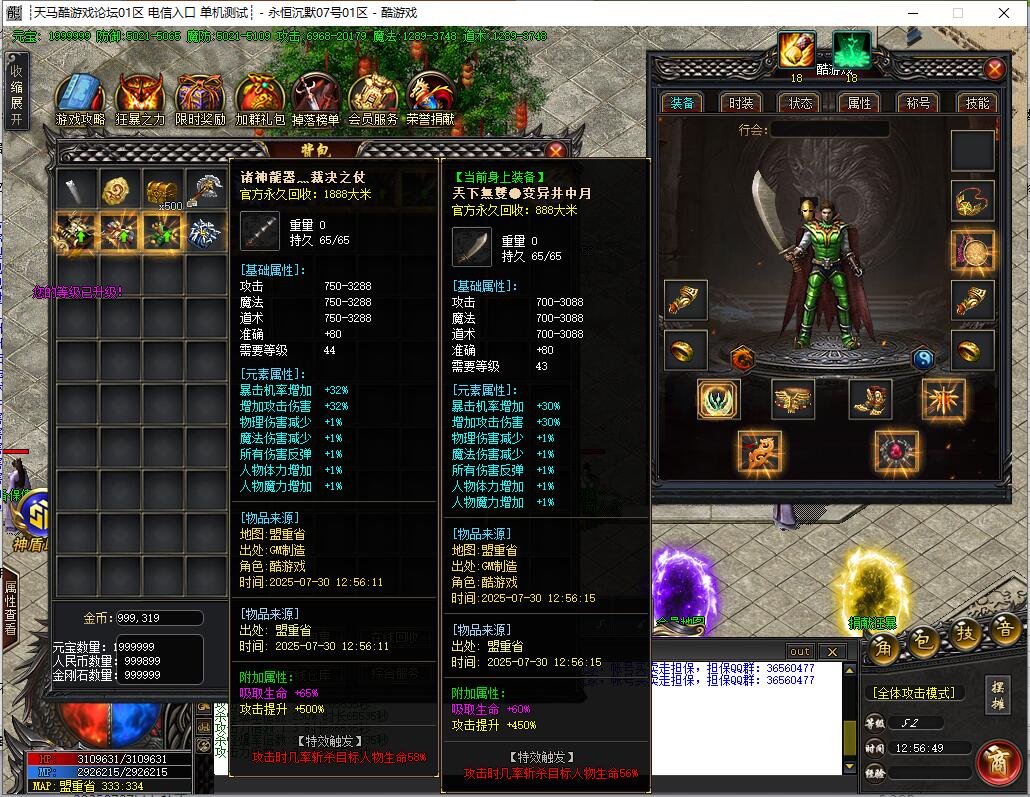 天马酷游戏论坛01区 电信入口 单机测试┊ - 永恒沉默07号01区 - 酷游戏
元宝: 1999999 防御:5021-5065 魔防:5021-5109 攻击:6968-20179 魔法:1289-3748 道术:1289-3748
收缩展开
游戏攻略 狂暴之力 限时奖励 加群礼包 掉落榜单 会员服务 荣誉捐献
18
18
背包
x500
您的等级已升级!
金币: 999,319
元宝数量: 1999999
人民币数量: 999899
金刚石数量: 999999
属性查看
官方永久回收: 1888大米
重量 0
持久 65/65
[基础属性]:
攻击 750-3288
魔法 750-3288
道术 750-3288
准确 +80
需要等级 44
[元素属性]:
暴击机率增加 +32%
增加攻击伤害 +32%
物理伤害减少 +1%
魔法伤害减少 +1%
所有伤害反弹 +1%
人物体力增加 +1%
人物魔力增加 +1%
[物品来源]
地图:盟重省
出处:GM制造
角色:酷游戏
时间:2025-07-30 12:56:11
[物品来源]
出处: 盟重省
时间: 2025-07-30 12:56:11
附加属性:
吸取生命 +65%
攻击提升 +500%
【特效触发】
攻击时几率斩杀目标人物生命58%
【当前身上装备】
天下無雙●变异井中月
官方永久回收: 888大米
重量 0
持久 65/65
[基础属性]:
攻击 700-3088
魔法 700-3088
道术 700-3088
准确 +80
需要等级 43
[元素属性]:
暴击机率增加 +30%
增加攻击伤害 +30%
物理伤害减少 +1%
魔法伤害减少 +1%
所有伤害反弹 +1%
人物体力增加 +1%
人物魔力增加 +1%
[物品来源]
地图:盟重省
出处:GM制造
角色:酷游戏
时间:2025-07-30 12:56:15
[物品来源]
出处: 盟重省
时间: 2025-07-30 12:56:15
附加属性:
吸取生命 +60%
攻击提升 +450%
【特效触发】
攻击时几率斩杀目标人物生命56%
装备 时装 状态 属性 称号 技能
行会:
捐献狂暴
out X
担保, 担保QQ群: 36560477
担保, 担保QQ群: 36560477
角 包 技 音
[全体攻击模式]
摆摊
等级 52
时间 12:56:49
经验
商
HP: 3109631/3109631
MP: 2926215/2926215
MAP: 盟重省 333:334